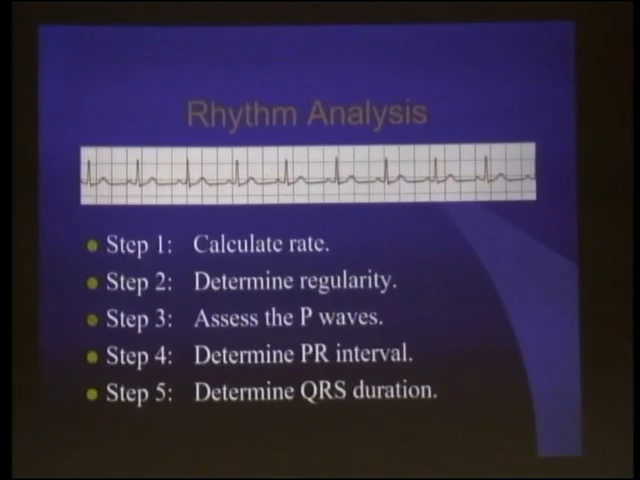 Rhythm Analysis
Step 1: Calculate rate.
Step 2: Determine regularity.
Step 3: Assess the P waves.
Step 4: Determine PR interval.
Step 5: Determine QRS duration.